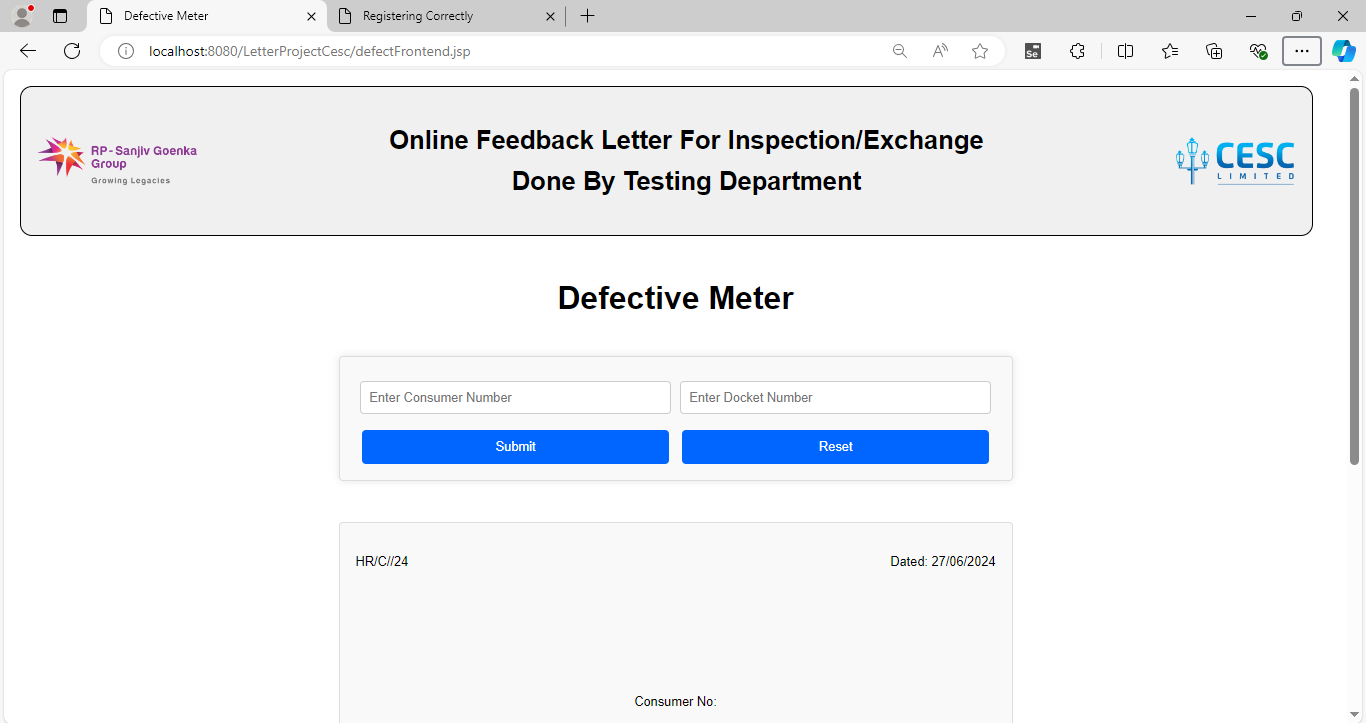 Defective Meter
Registering Correctly
localhost:8080/LetterProjectCesc/defectFrontend.jsp
Se
RP-Sanjiv Goenka
Group
Growing Legacies
Online Feedback Letter For Inspection/Exchange
Done By Testing Department
CESC
LIMITED
Defective Meter
Enter Consumer Number
Enter Docket Number
Submit
Reset
HR/C//24
Dated: 27/06/2024
Consumer No: